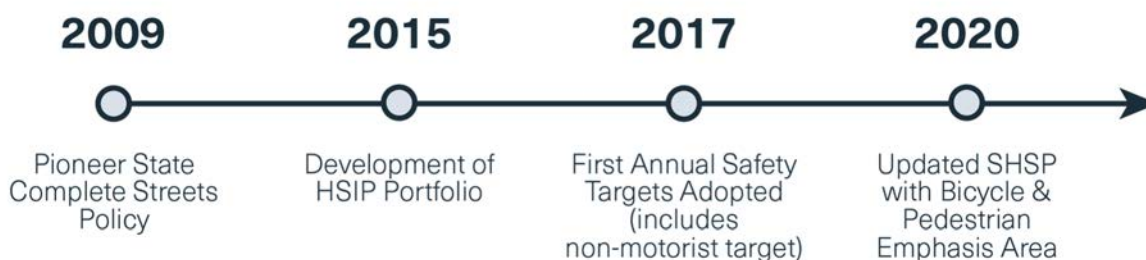 2009
2015
2017
2020
Pioneer State
Complete Streets
Policy
Development of
HSIP Portfolio
First Annual Safety
Targets Adopted
(includes
non-motorist target)
Updated SHSP
with Bicycle &
Pedestrian
Emphasis Area